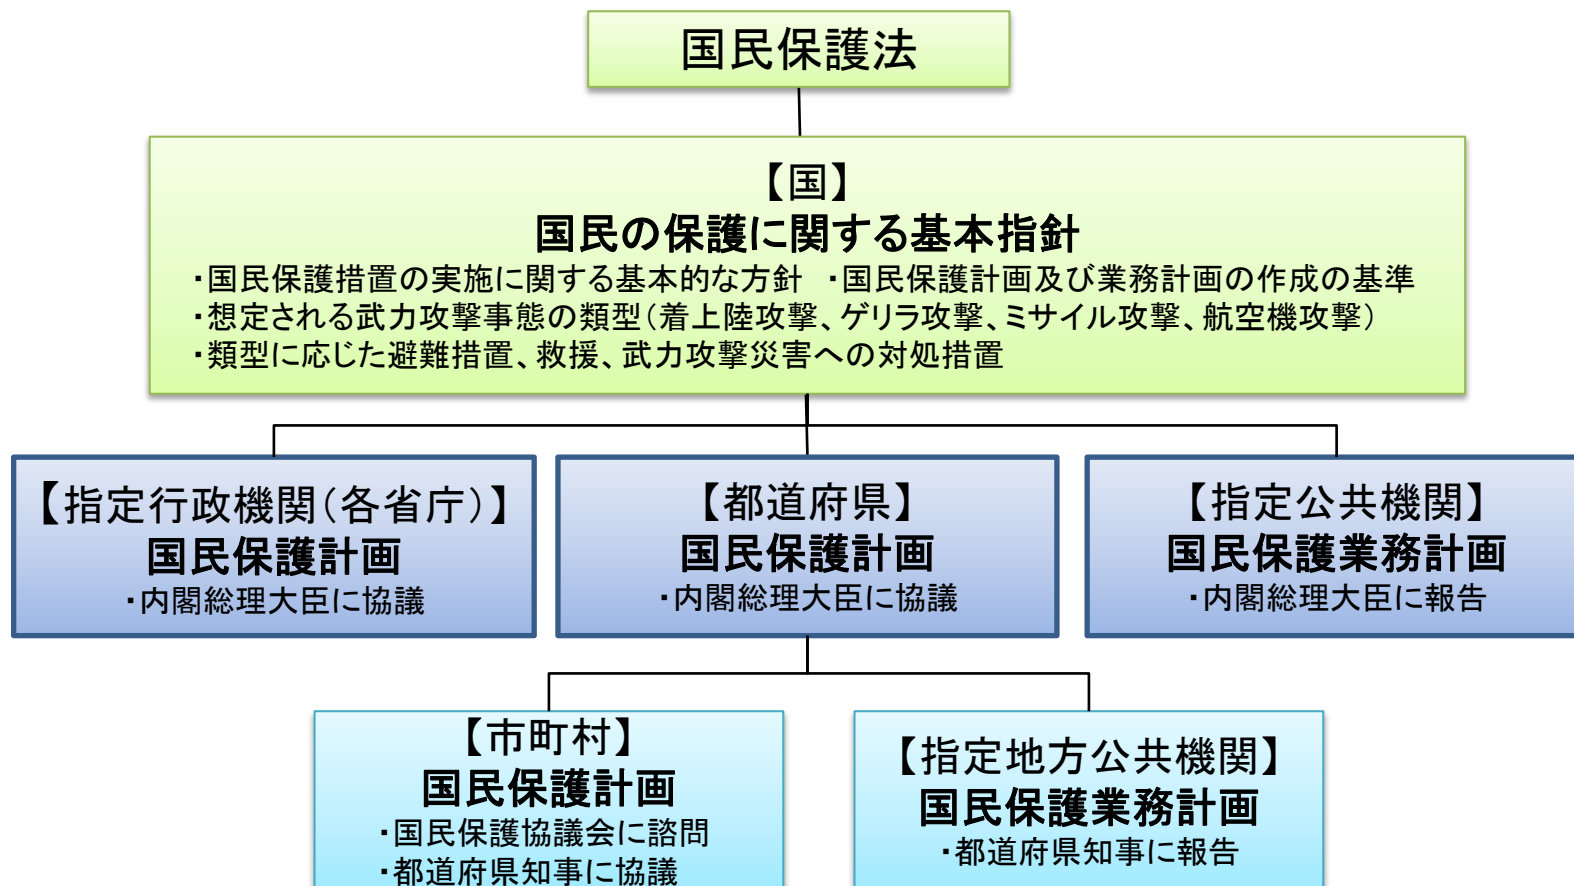 国民保護法
【国】
国民の保護に関する基本指針
・国民保護措置の実施に関する基本的な方針　・国民保護計画及び業務計画の作成の基準
・想定される武力攻撃事態の類型（着上陸攻撃、ゲリラ攻撃、ミサイル攻撃、航空機攻撃）
・類型に応じた避難措置、救援、武力攻撃災害への対処措置
【指定行政機関（各省庁）】
国民保護計画
・内閣総理大臣に協議
【都道府県】
国民保護計画
・内閣総理大臣に協議
【指定公共機関】
国民保護業務計画
・内閣総理大臣に報告
【市町村】
国民保護計画
・国民保護協議会に諮問
・都道府県知事に協議
【指定地方公共機関】
国民保護業務計画
・都道府県知事に報告